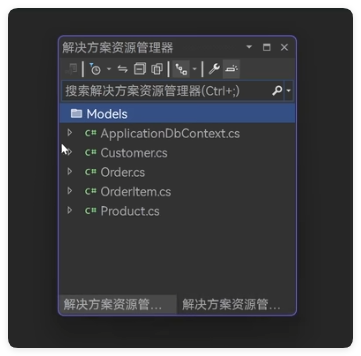 解决方案资源管理器
搜索解决方案资源管理器(Ctrl+;)
Models
C# ApplicationDbContext.cs
C# Customer.cs
C# Order.cs
C# OrderItem.cs
C# Product.cs
解决方案资源管... 解决方案资源管...